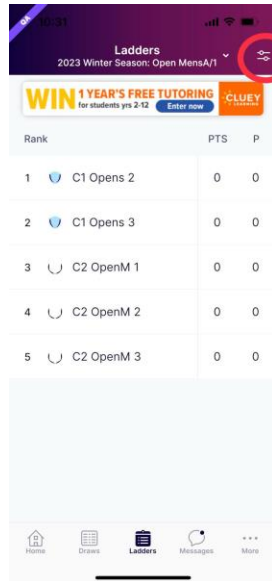 10:31
Ladders
2023 Winter Season: Open MensA/1
WIN 1 YEAR'S FREE TUTORING
for students yrs 2-12 Enter now
CLUEY
LEARNING
Rank PTS P
1 C1 Opens 2 0 0
2 C1 Opens 3 0 0
3 C2 OpenM 1 0 0
4 C2 OpenM 2 0 0
5 C2 OpenM 3 0 0
Home Draws Ladders Messages More